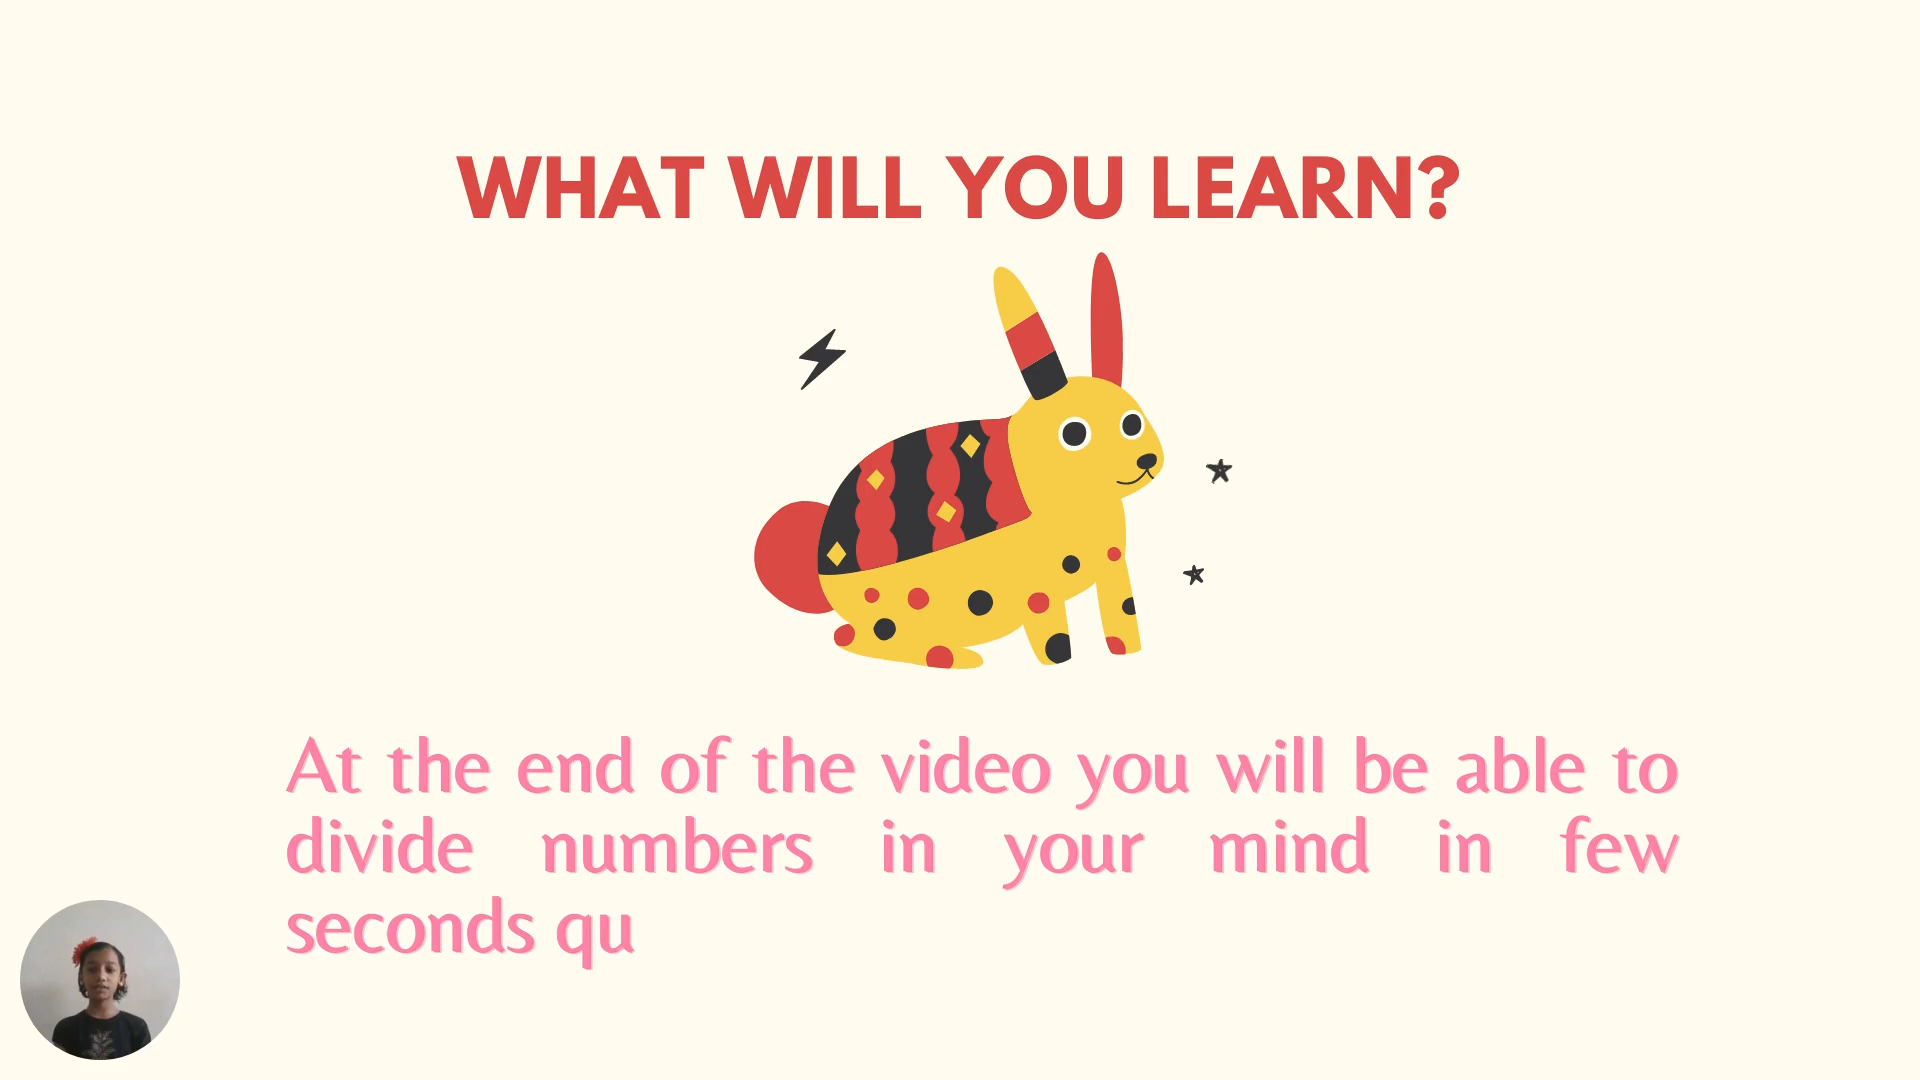 WHAT WILL YOU LEARN?
At the end of the video you will be able to
divide numbers in your mind in few
seconds qu